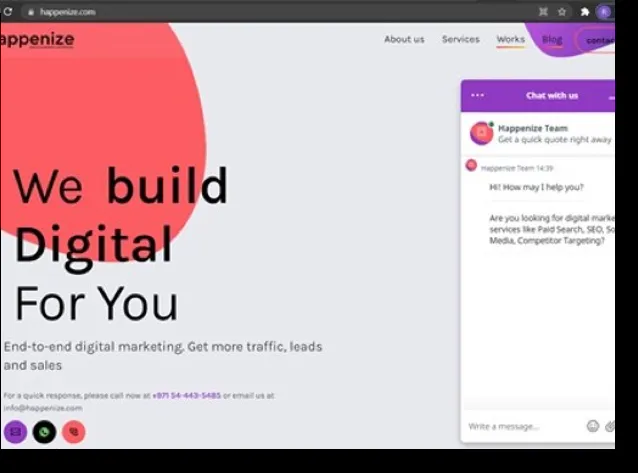 happenize.com
appenize
About us Services Works Blog contac
Chat with us
Happenize Team
Get a quick quote right away
Happenize Team 14:39
Hi! How may I help you?
Are you looking for digital marke
services like Paid Search, SEO, So
Media, Competitor Targeting?
We build
Digital
For You
End-to-end digital marketing. Get more traffic, leads
and sales
For a quick response, please call now at +971 54-443-5485 or email us at
info@happenize.com
Write a message...